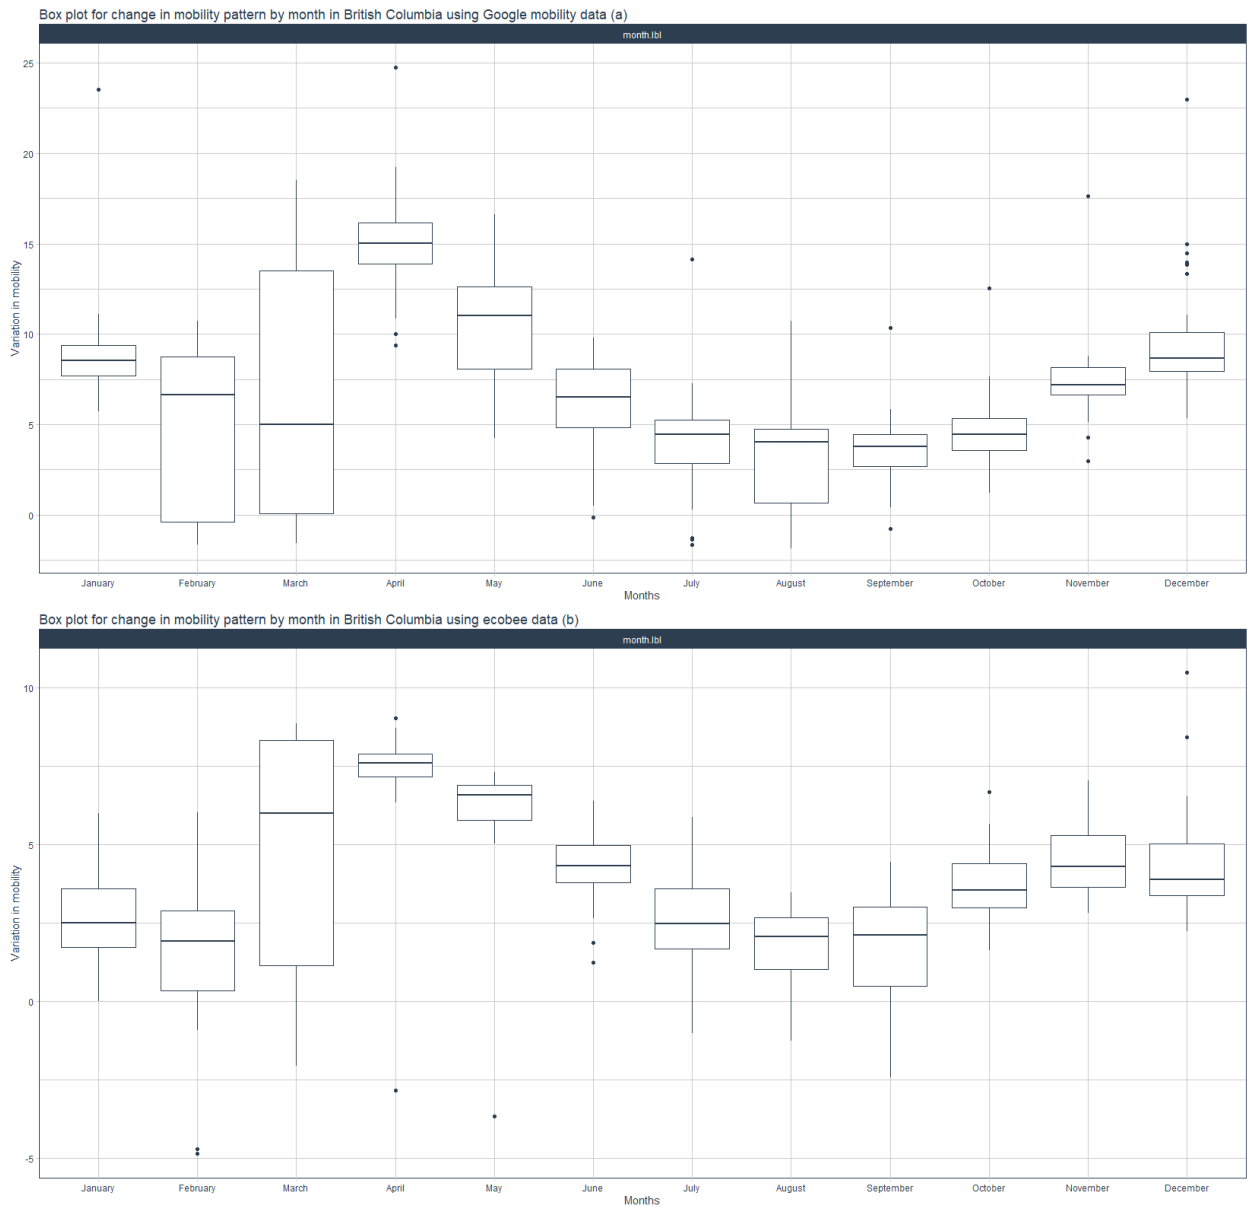 Box plot for change in mobility pattern by month in British Columbia using Google mobility data (a)
month.lbl
25
20
15
10
5
0
Variation in mobility
January February March April May June July August September October November December
Months
Box plot for change in mobility pattern by month in British Columbia using ecobee data (b)
month.lbl
10
5
0
-5
Variation in mobility
January February March April May June July August September October November December
Months